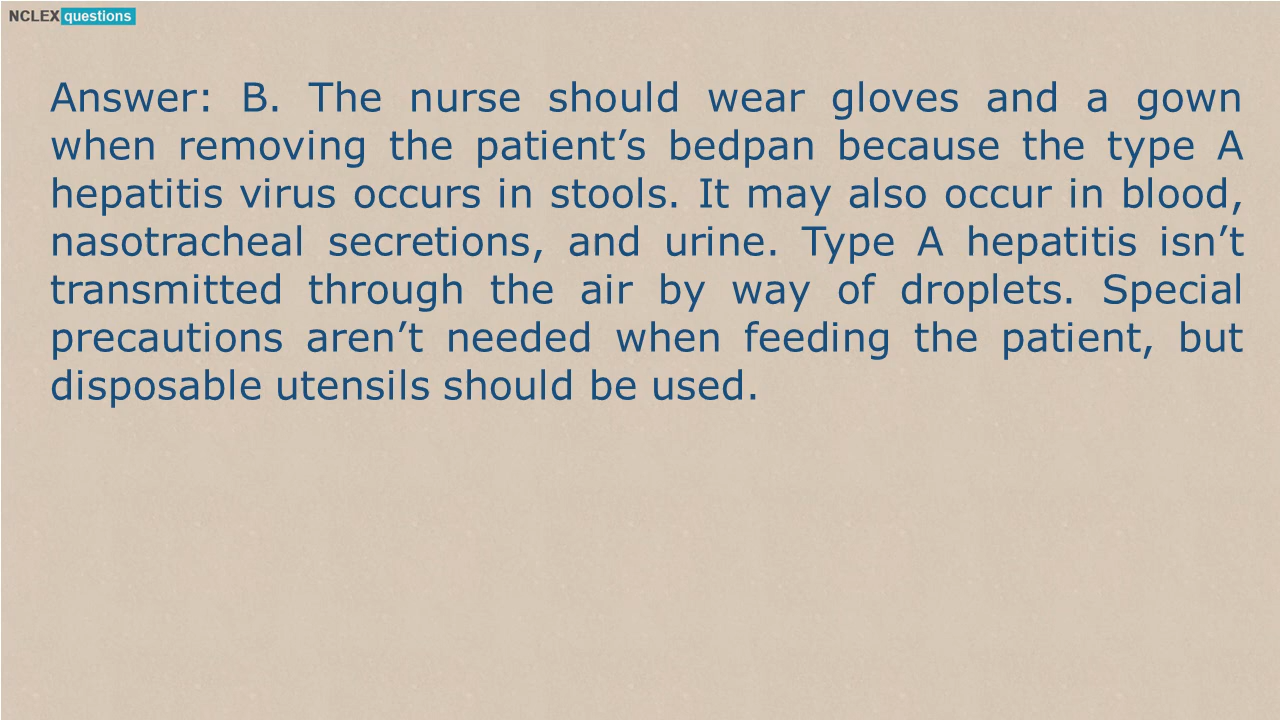 NCLEX questions
Answer: B. The nurse should wear gloves and a gown
when removing the patient’s bedpan because the type A
hepatitis virus occurs in stools. It may also occur in blood,
nasotracheal secretions, and urine. Type A hepatitis isn’t
transmitted through the air by way of droplets. Special
precautions aren’t needed when feeding the patient, but
disposable utensils should be used.